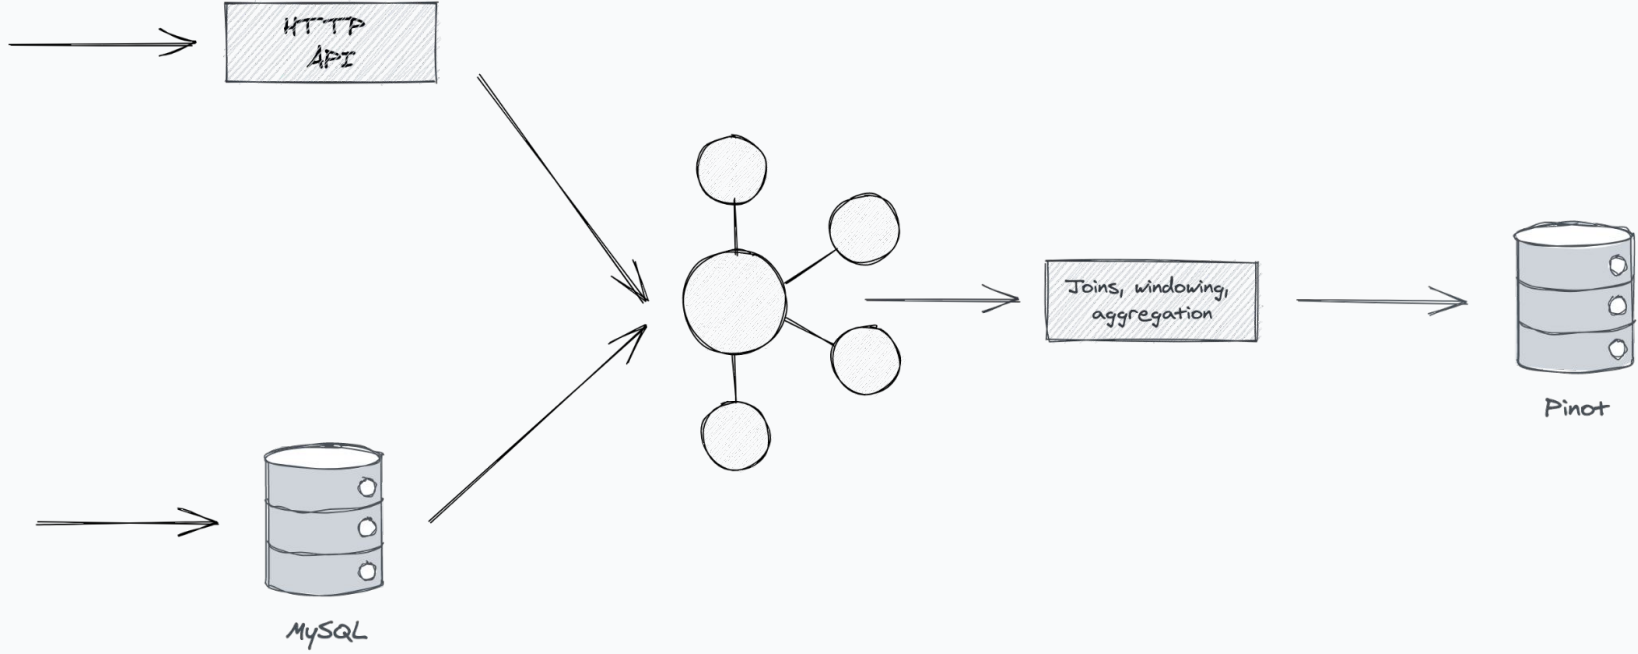 HTTP
API
Joins, windowing,
aggregation
Pinot
MySQL